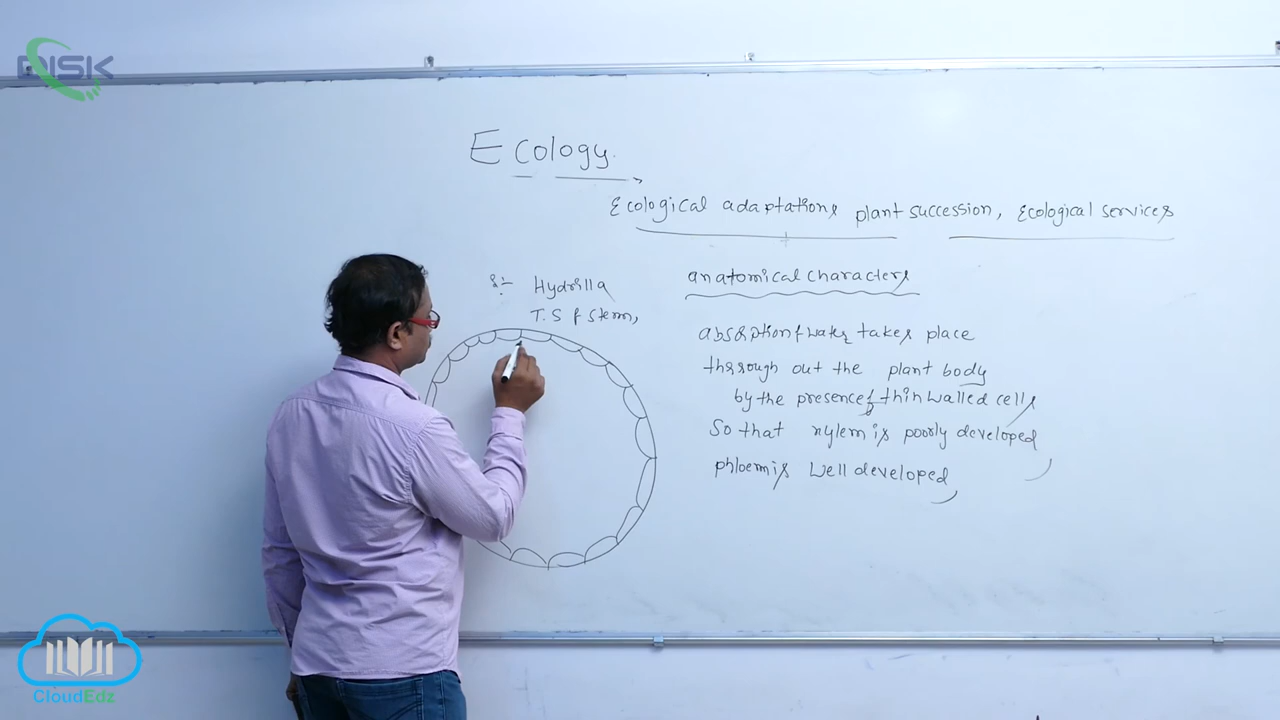 DISK
Ecology.
Ecological adaptations plant succession, Ecological services
Hydrilla
T.S of stem,
anatomical characters
absorption of water takes place
through out the plant body
by the presence of thin walled cells
So that xylem is poorly developed
phloem is well developed
CloudEdz